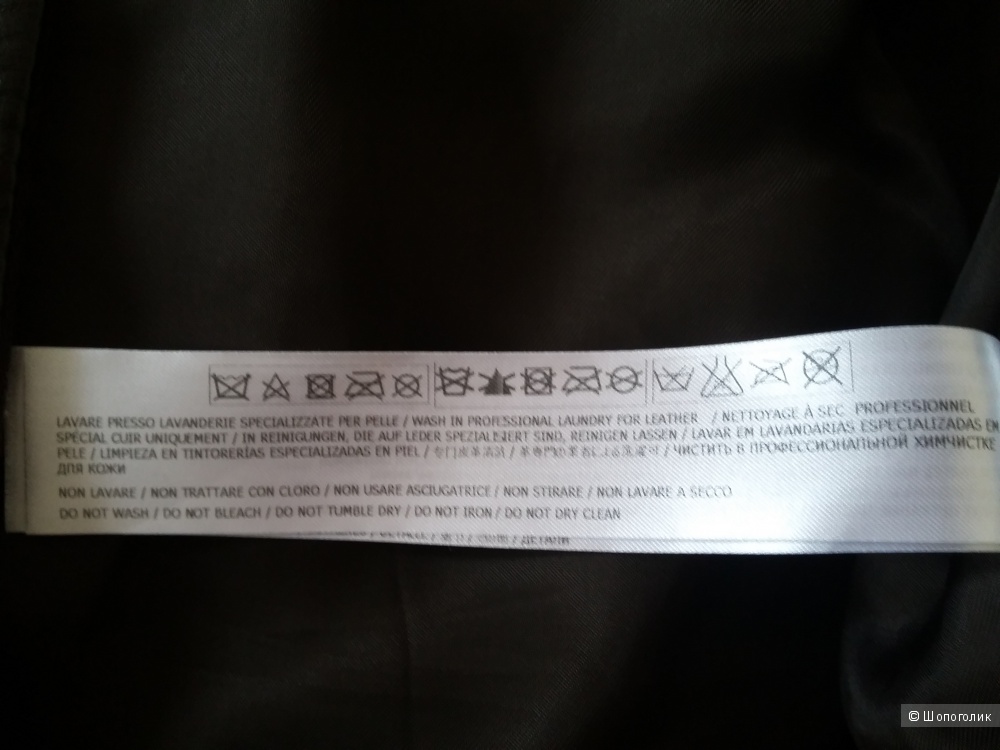 LAVARE PRESSO LAVANDERIE SPECIALIZZATE PER PELLE / WASH IN PROFESSIONAL LAUNDRY FOR LEATHER / NETTOYAGE À SEC PROFESSIONNEL
SPÉCIAL CUIR UNIQUEMENT / IN REINIGUNGEN, DIE AUF LEDER SPEZIALISIERT SIND, REINIGEN LASSEN / LAVAR EM LAVANDARIAS ESPECIALIZADAS EM
PELE / LIMPIEZA EN TINTORERÍAS ESPECIALIZADAS EN PIEL / / / ЧИСТИТЬ В ПРОФЕССИОНАЛЬНОЙ ХИМЧИСТКЕ
ДЛЯ КОЖИ
NON LAVARE / NON TRATTARE CON CLORO / NON USARE ASCIUGATRICE / NON STIRARE / NON LAVARE A SECCO
DO NOT WASH / DO NOT BLEACH / DO NOT TUMBLE DRY / DO NOT IRON / DO NOT DRY CLEAN
© Шопоголик